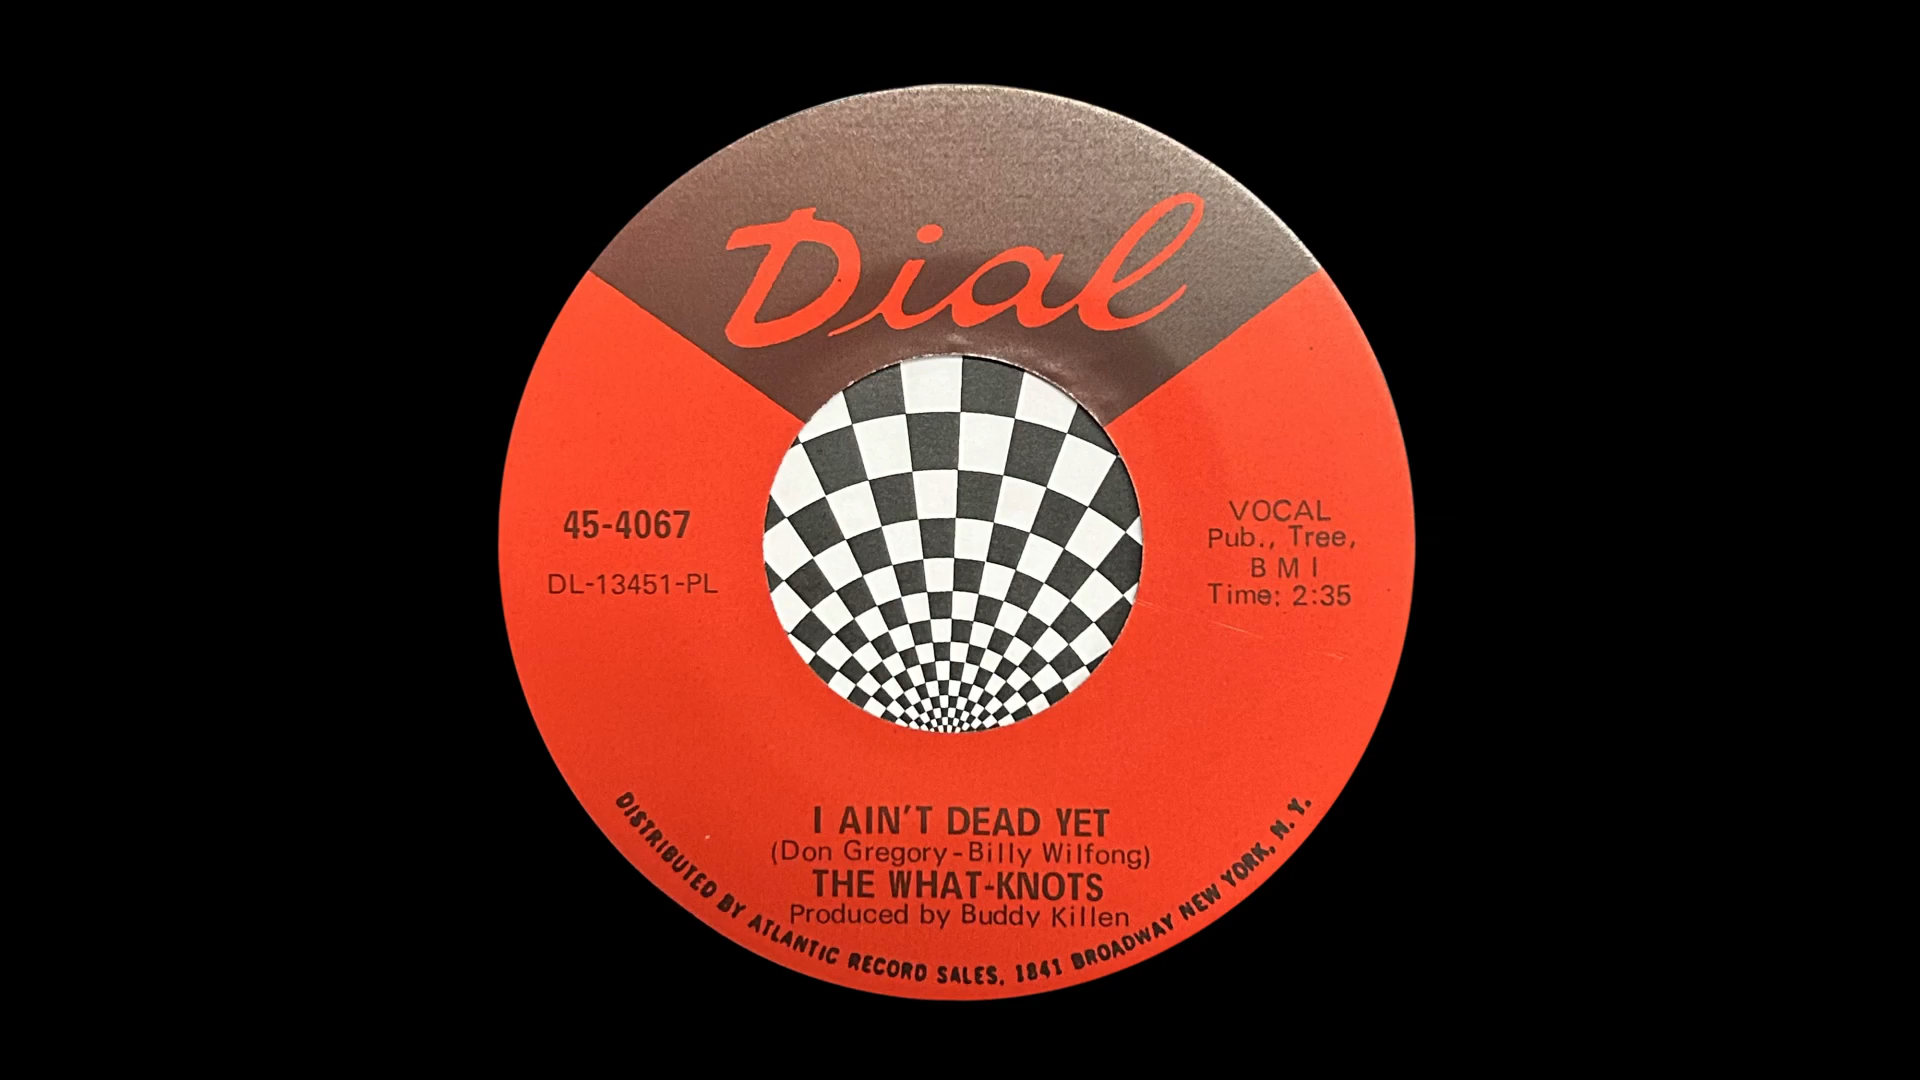 Dial
45-4067
DL-13451-PL
VOCAL
Pub., Tree,
B M I
Time: 2:35
I AIN'T DEAD YET
(Don Gregory-Billy Wilfong)
THE WHAT-KNOTS
Produced by Buddy Killen
DISTRIBUTED BY ATLANTIC RECORD SALES, 1841 BROADWAY NEW YORK, N. Y.